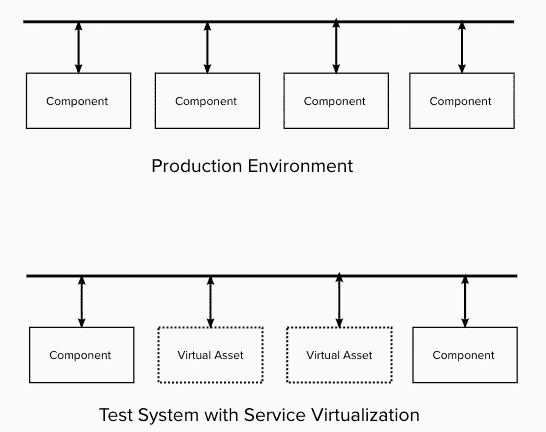 Component
Component
Component
Component
Production Environment
Component
Virtual Asset
Virtual Asset
Component
Test System with Service Virtualization